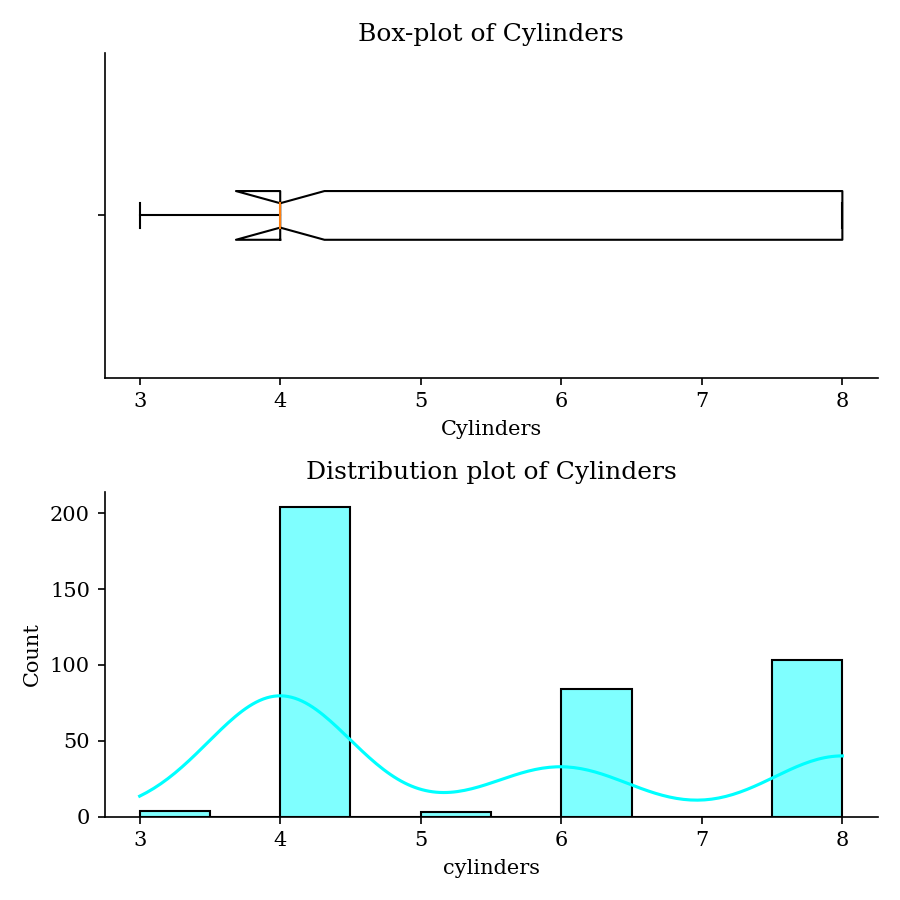 Box-plot of Cylinders
3 4 5 6 7 8
Cylinders
Distribution plot of Cylinders
200
150
100
50
0
Count
3 4 5 6 7 8
cylinders